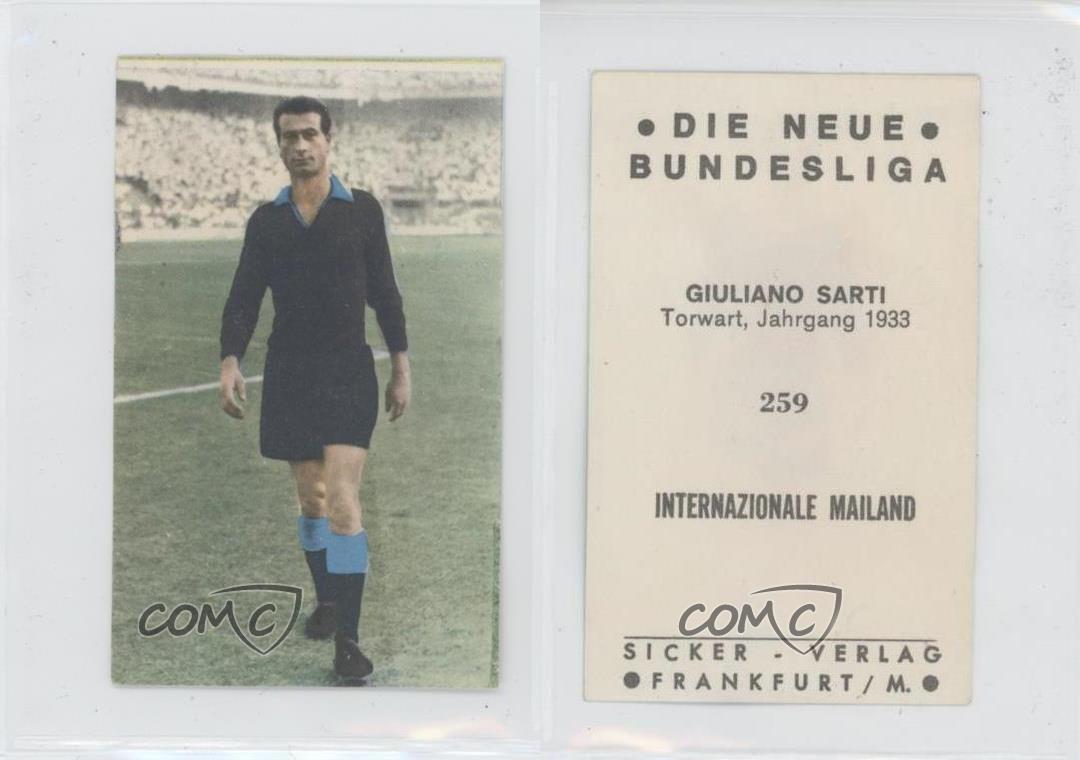 COMC
• DIE NEUE •
BUNDESLIGA
GIULIANO SARTI
Torwart, Jahrgang 1933
259
INTERNAZIONALE MAILAND
COMC
SICKER - VERLAG
• FRANKFURT / M. •